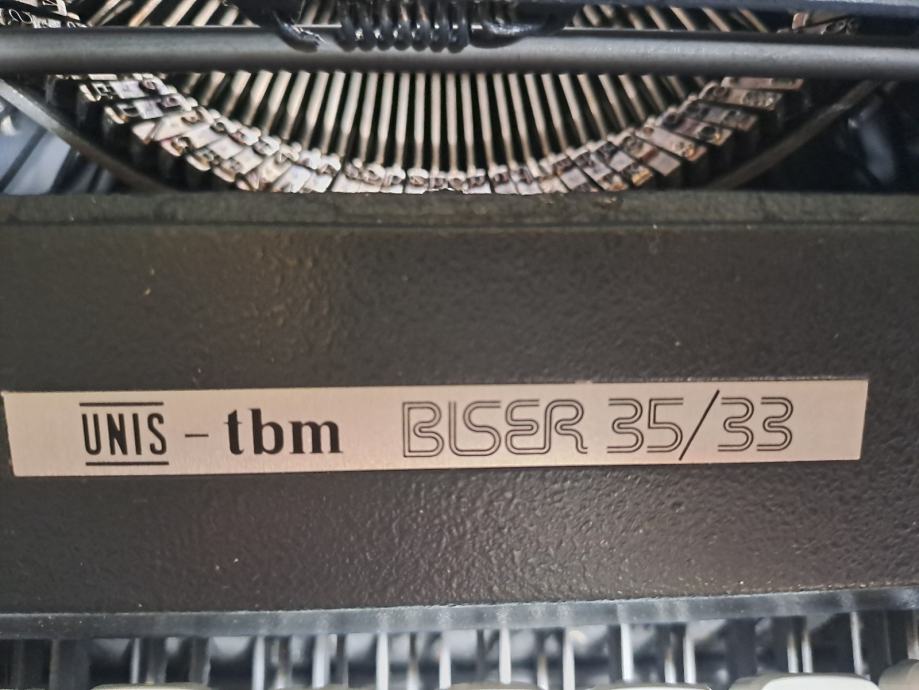 UNIS - tbm BISER 35/33